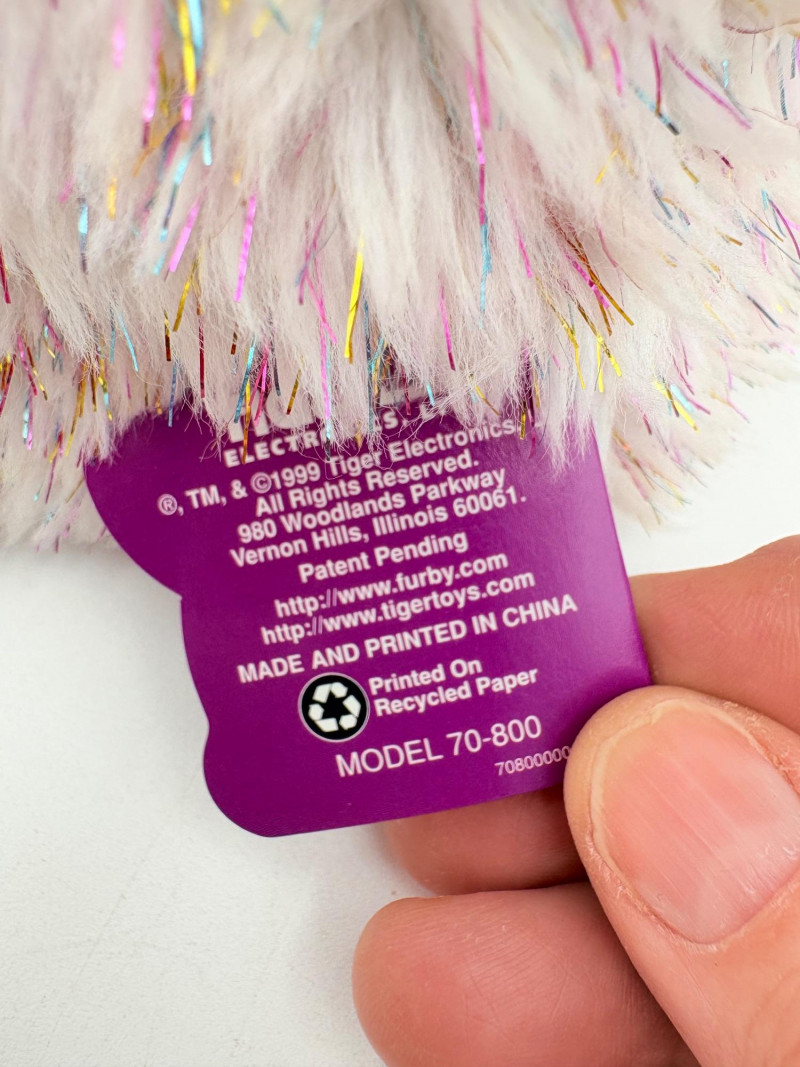 ELECTRONICS, L
®, TM, & ©1999 Tiger Electronics,
All Rights Reserved.
980 Woodlands Parkway
Vernon Hills, Illinois 60061.
Patent Pending
http://www.furby.com
http://www.tigertoys.com
MADE AND PRINTED IN CHINA
Printed On
Recycled Paper
MODEL 70-800
70800000